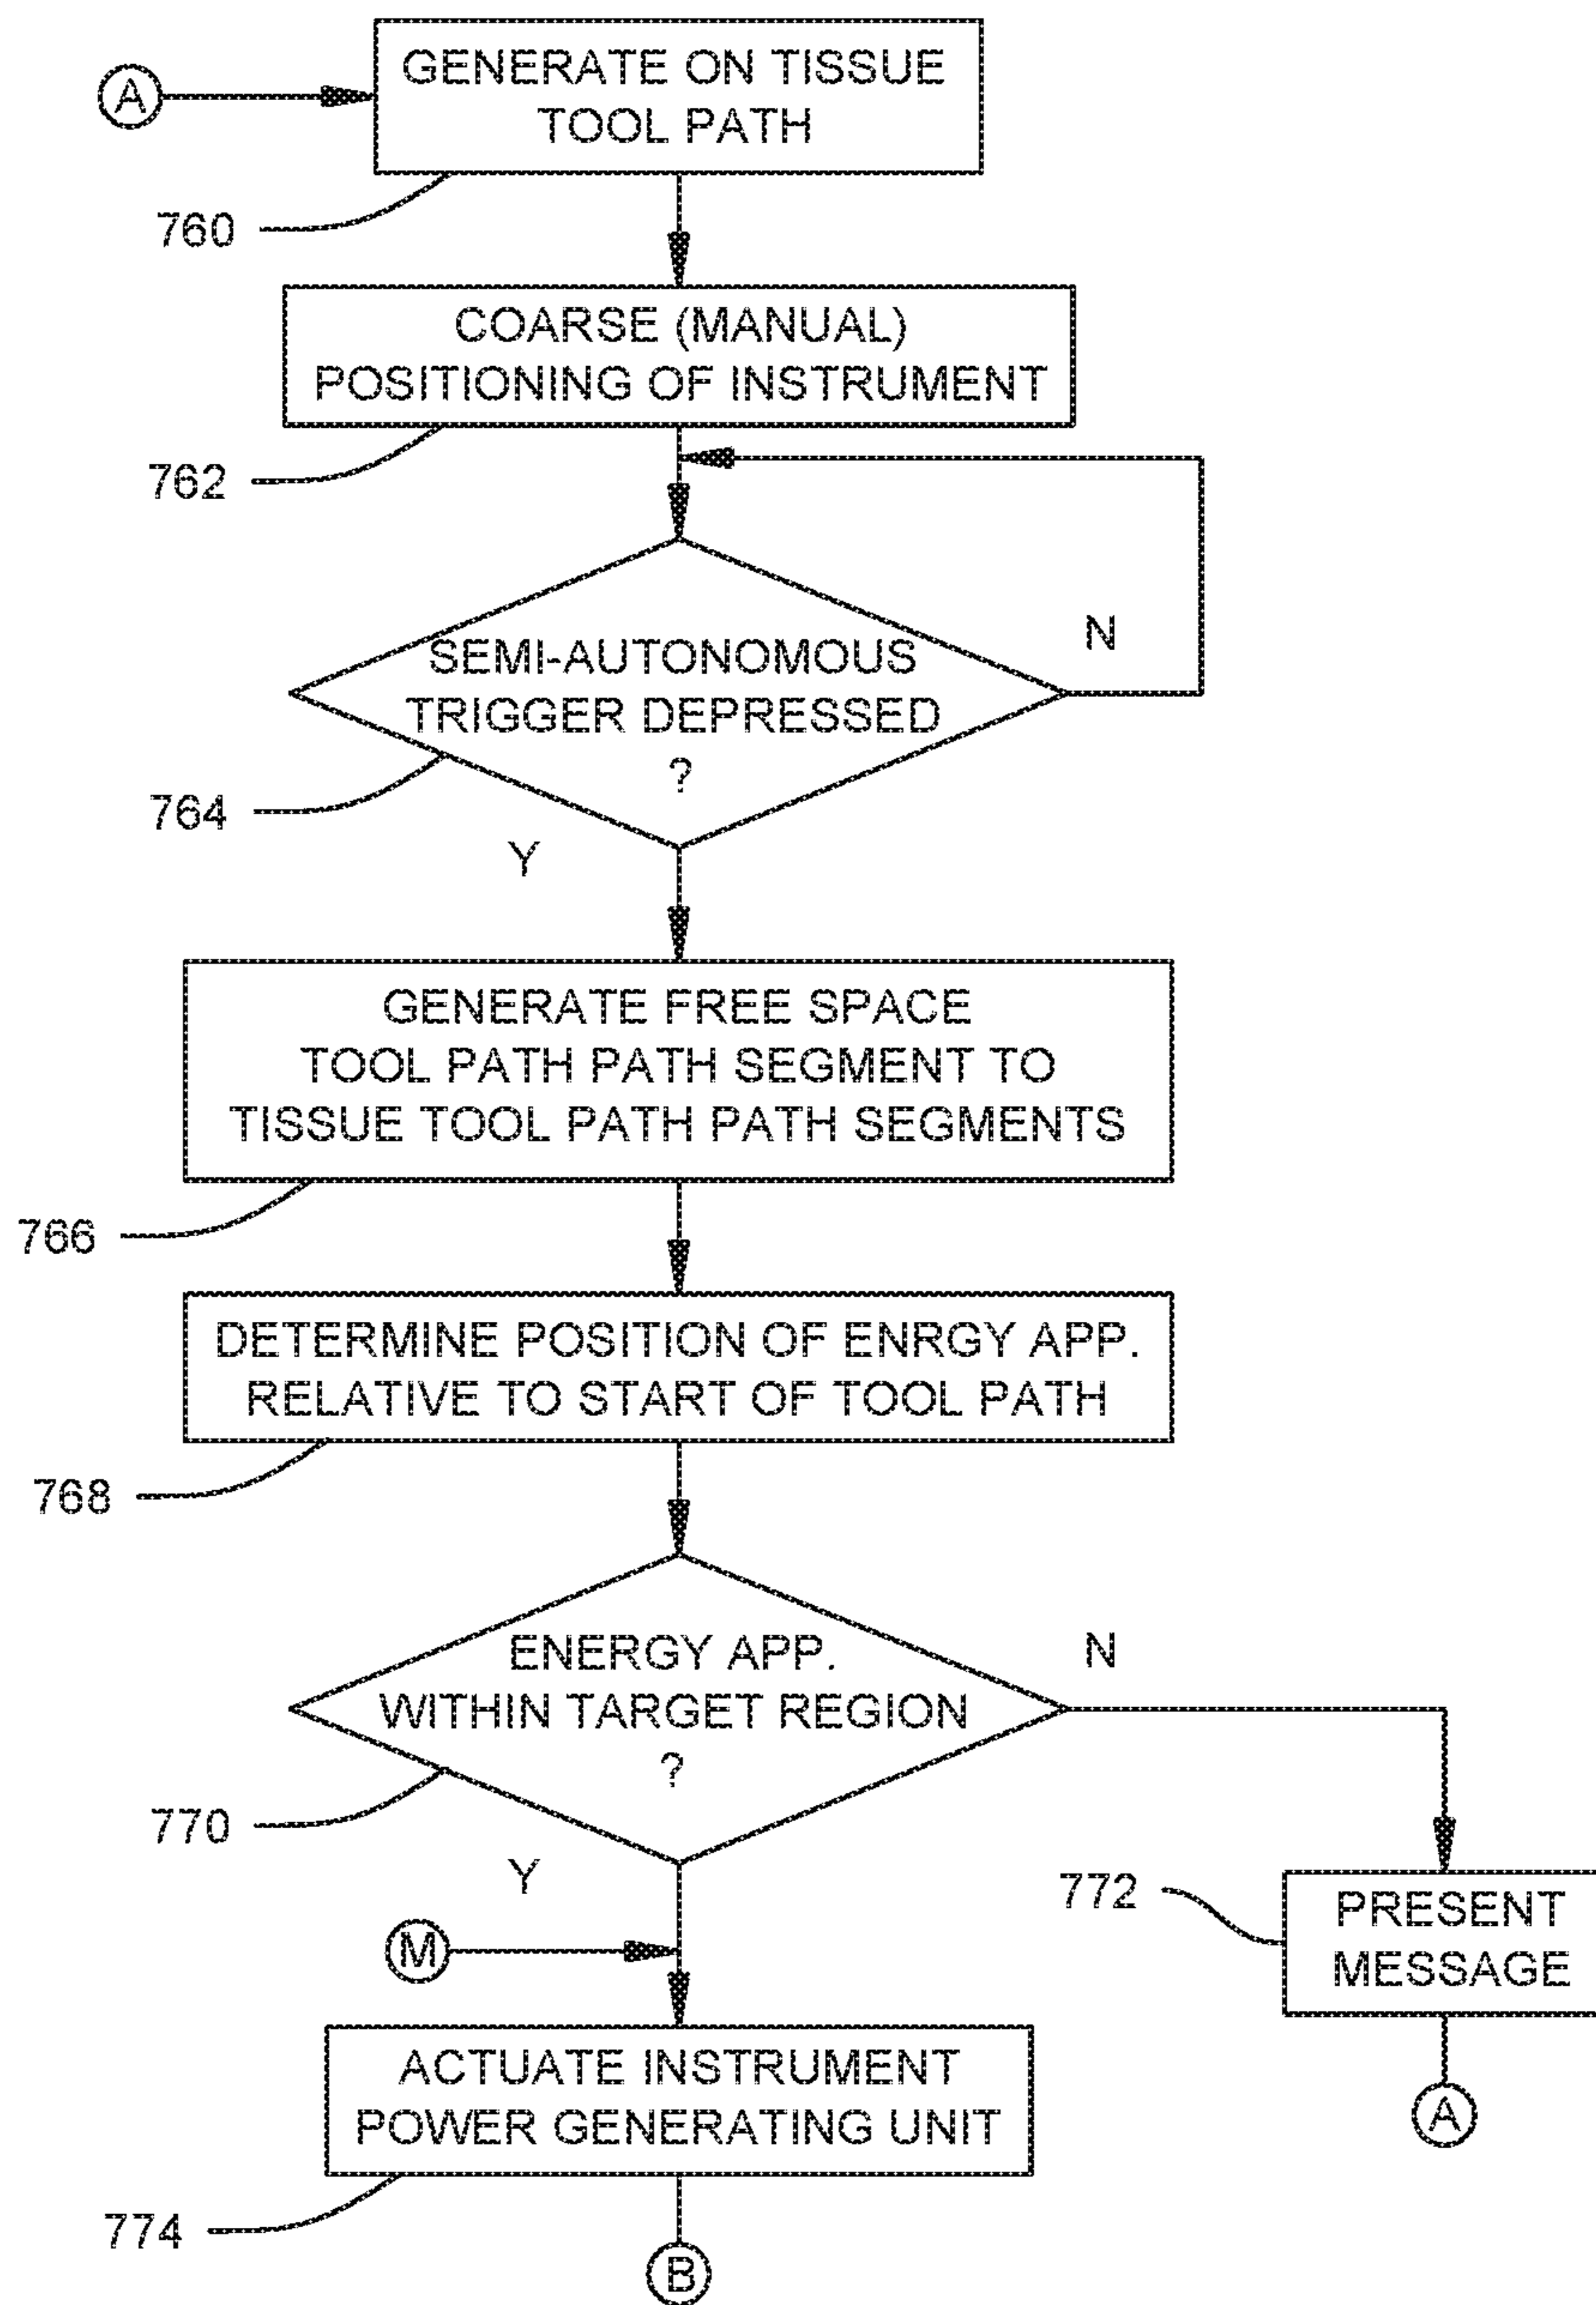 A
GENERATE ON TISSUE
TOOL PATH
760
COARSE (MANUAL)
POSITIONING OF INSTRUMENT
762
SEMI-AUTONOMOUS
TRIGGER DEPRESSED
?
N
764
Y
GENERATE FREE SPACE
TOOL PATH PATH SEGMENT TO
TISSUE TOOL PATH PATH SEGMENTS
766
DETERMINE POSITION OF ENRGY APP.
RELATIVE TO START OF TOOL PATH
768
ENERGY APP.
WITHIN TARGET REGION
?
N
770
Y
772
PRESENT
MESSAGE
M
A
ACTUATE INSTRUMENT
POWER GENERATING UNIT
774
B